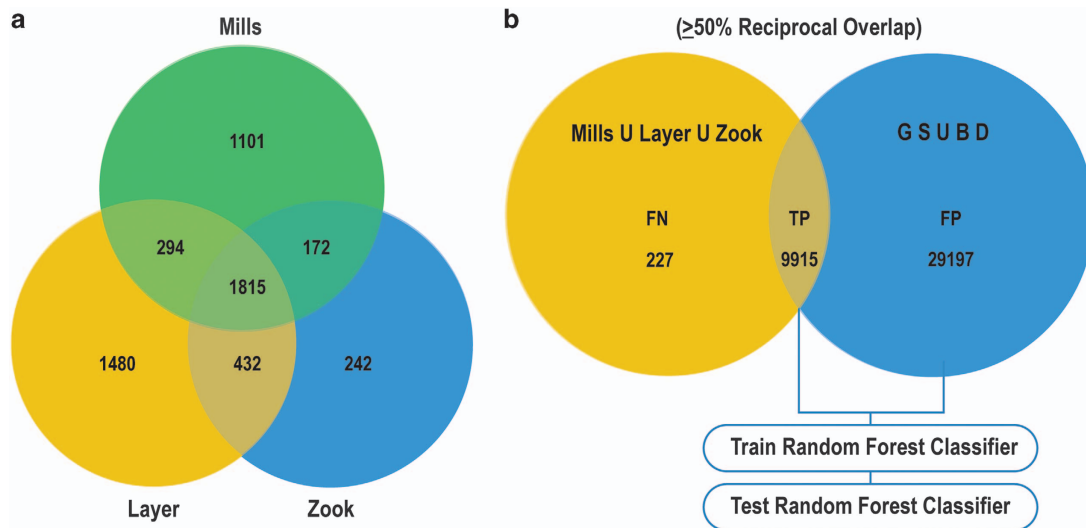 a
Mills
1101
294
172
1815
1480
432
242
Layer
Zook
b
(≥50% Reciprocal Overlap)
Mills U Layer U Zook
G S U B D
FN
TP
FP
227
9915
29197
Train Random Forest Classifier
Test Random Forest Classifier